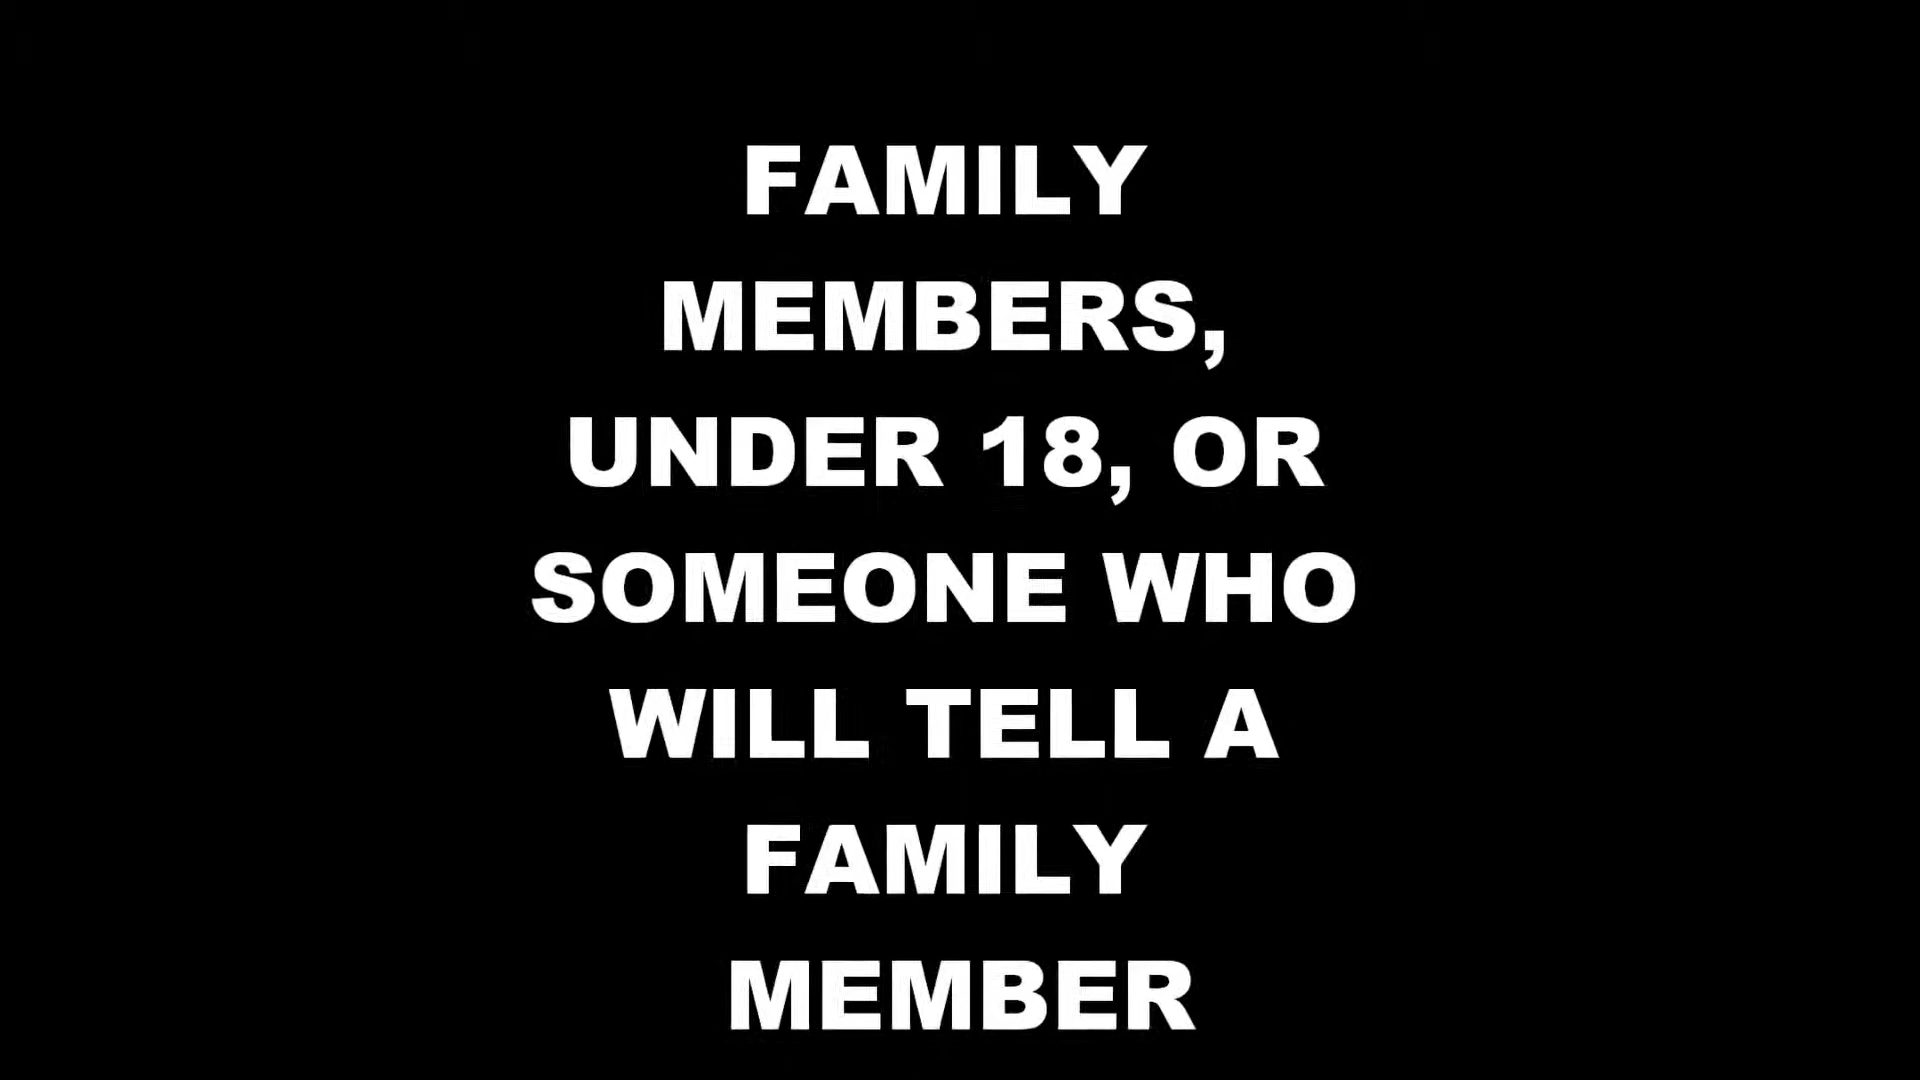 FAMILY
MEMBERS,
UNDER 18, OR
SOMEONE WHO
WILL TELL A
FAMILY
MEMBER